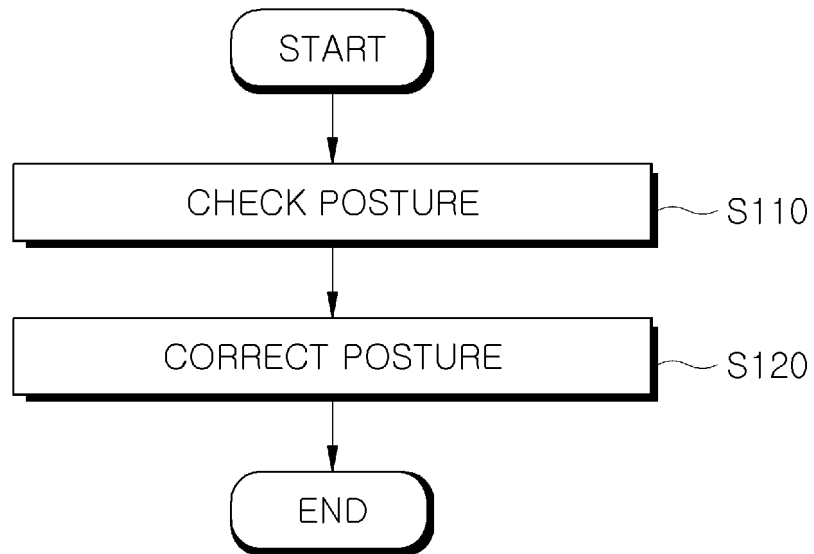 START
CHECK POSTURE
S110
CORRECT POSTURE
S120
END